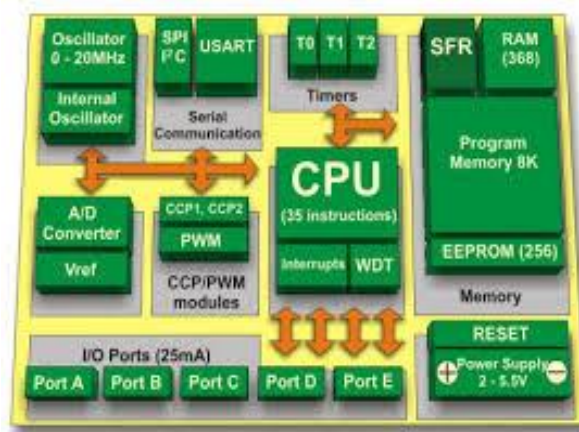 Oscillator
0 - 20MHz
Internal
Oscillator
SPI
I²C
USART
Serial
Communication
T0 T1 T2
Timers
SFR
RAM
(368)
Program
Memory 8K
EEPROM (256)
Memory
CPU
(35 instructions)
Interrupts
WDT
A/D
Converter
Vref
CCP1, CCP2
PWM
CCP/PWM
modules
I/O Ports (25mA)
Port A Port B Port C Port D Port E
RESET
Power Supply
2 - 5.5V
+ −